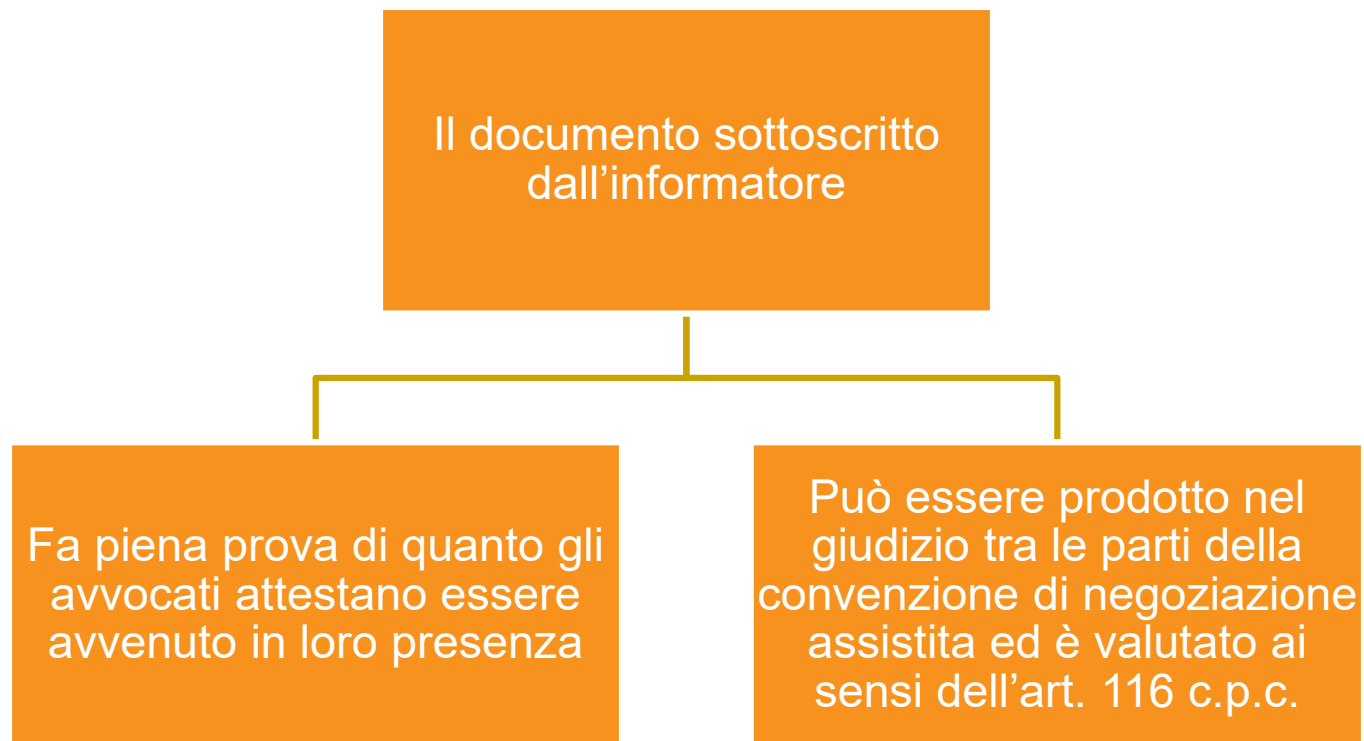 Il documento sottoscritto
dall’informatore
Fa piena prova di quanto gli
avvocati attestano essere
avvenuto in loro presenza
Può essere prodotto nel
giudizio tra le parti della
convenzione di negoziazione
assistita ed è valutato ai
sensi dell’art. 116 c.p.c.